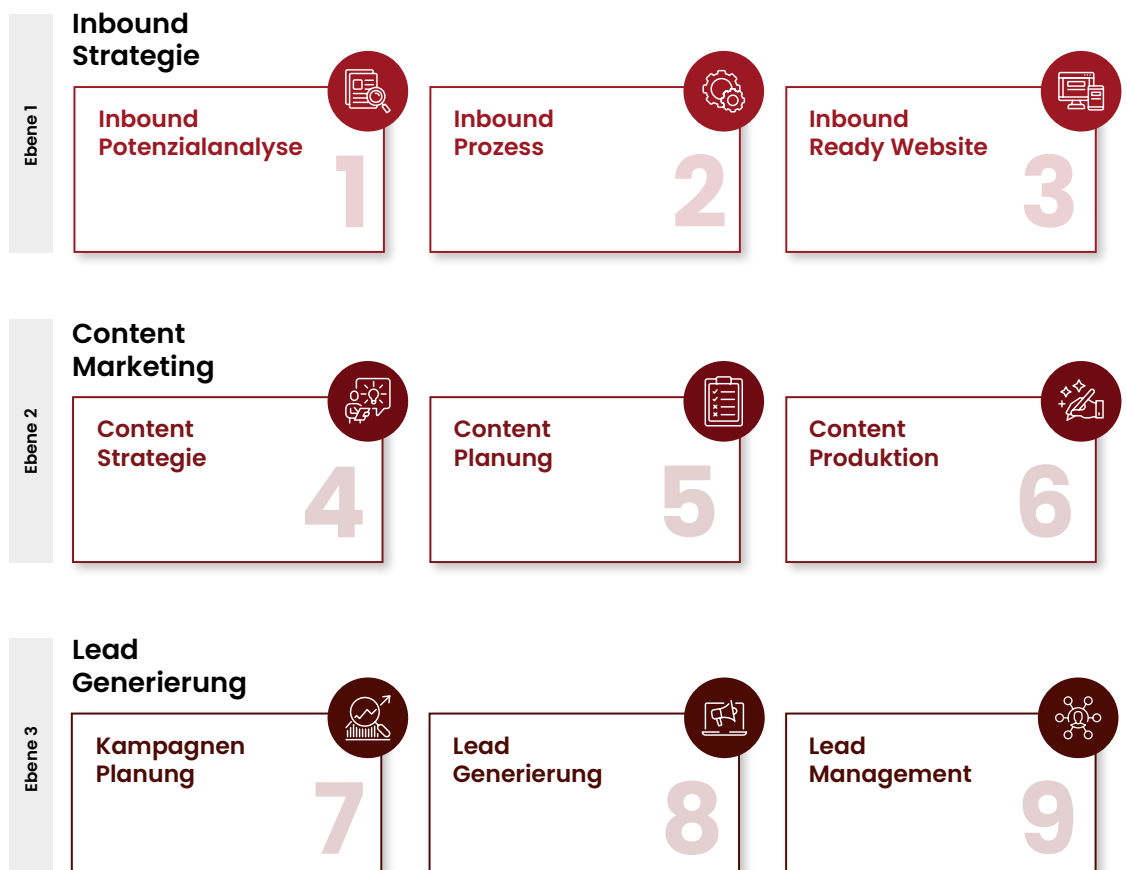 Ebene 1
Inbound
Strategie
Inbound
Potenzialanalyse
1
Inbound
Prozess
2
Inbound
Ready Website
3
Ebene 2
Content
Marketing
Content
Strategie
4
Content
Planung
5
Content
Produktion
6
Ebene 3
Lead
Generierung
Kampagnen
Planung
7
Lead
Generierung
8
Lead
Management
9